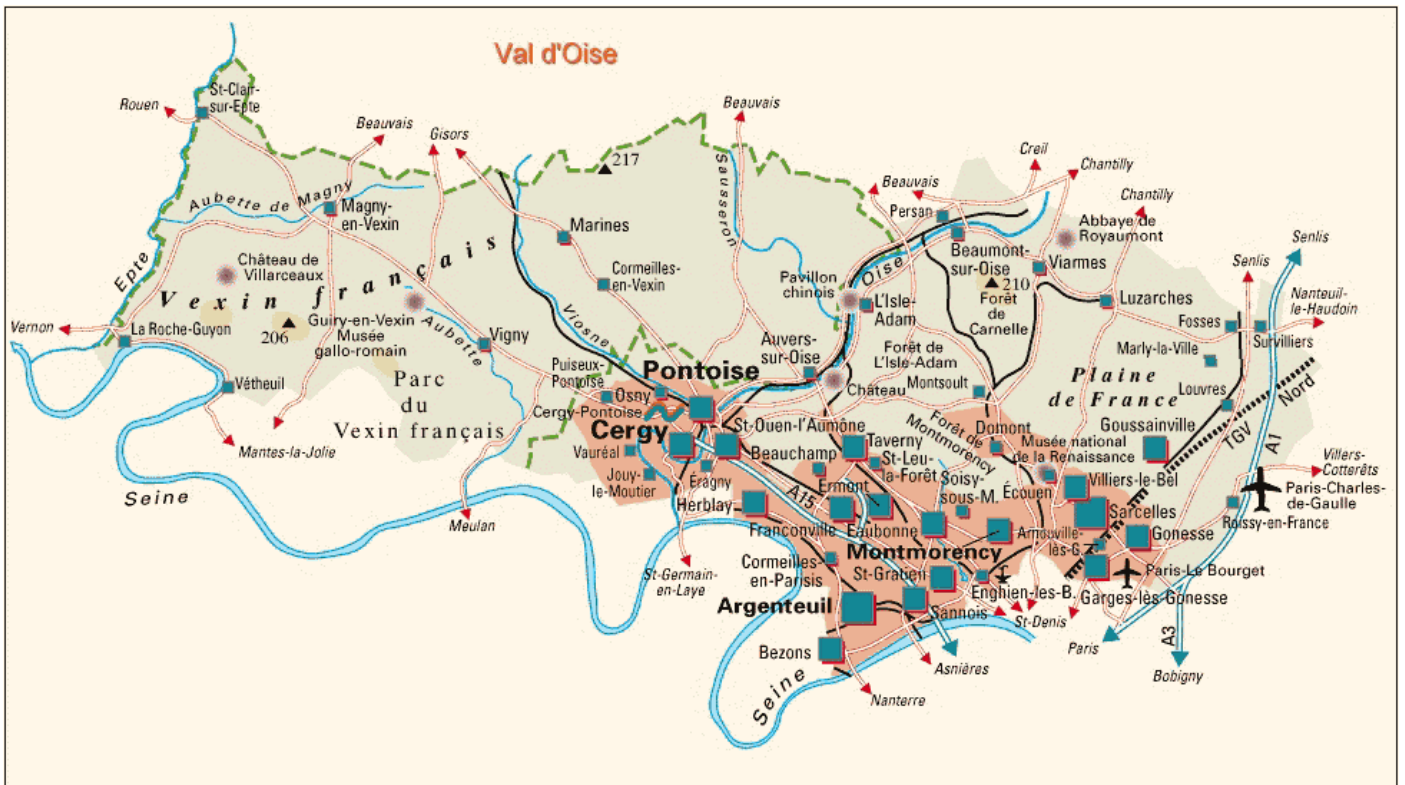 Val d'Oise
St-Clair-
sur-Epte
Rouen
Beauvais
Gisors
Beauvais
217
Sausseron
Creil
Chantilly
Chantilly
Beauvais
Persan
Abbaye de
Royaumont
Aubette de Magny
Magny-
en-Vexin
Marines
Beaumont-
sur-Oise
Viarmes
Senlis
Senlis
Epte
Château de
Villarceaux
Vexin français
Cormeilles-
en-Vexin
Pavillon
chinois
Oise
210
Forêt
de
Carnelle
L'Isle-
Adam
Luzarches
Nanteuil-
le-Haudoin
Fosses
Survilliers
Vernon
La Roche-Guyon
206
Guiry-en-Vexin
Musée
gallo-romain
Aubette
Vigny
Viosne
Auvers-
sur-Oise
Forêt de
L'Isle-Adam
Marly-la-Ville
Vétheuil
Parc
du
Vexin français
Puiseux-
Pontoise
Pontoise
Château
Montsoult
Plaine
de France
Louvres
Nord
TGV
A1
Osny
Cergy-Pontoise
Cergy
St-Ouen-l'Aumône
Domont
Forêt de
Montmorency
Goussainville
Mantes-la-Jolie
Vauréal
Jouy-
le-Moutier
Éragny
Beauchamp
Taverny
St-Leu-
la-Forêt
Musée national
de la Renaissance
Écouen
Villiers-le-Bel
Villers-
Cotterêts
Paris-Charles-
de-Gaulle
Roissy-en-France
Seine
Meulan
Herblay
A15
Ermont
Soisy-
sous-M.
Sarcelles
Franconville
Eaubonne
Arnouville-
lès-G.
Gonesse
Montmorency
St-Germain-
en-Laye
Cormeilles-
en-Parisis
St-Gratien
Enghien-les-B.
Paris-Le Bourget
Garges-lès-Gonesse
Argenteuil
Sannois
St-Denis
Paris
A3
Bobigny
Bezons
Asnières
Seine
Nanterre